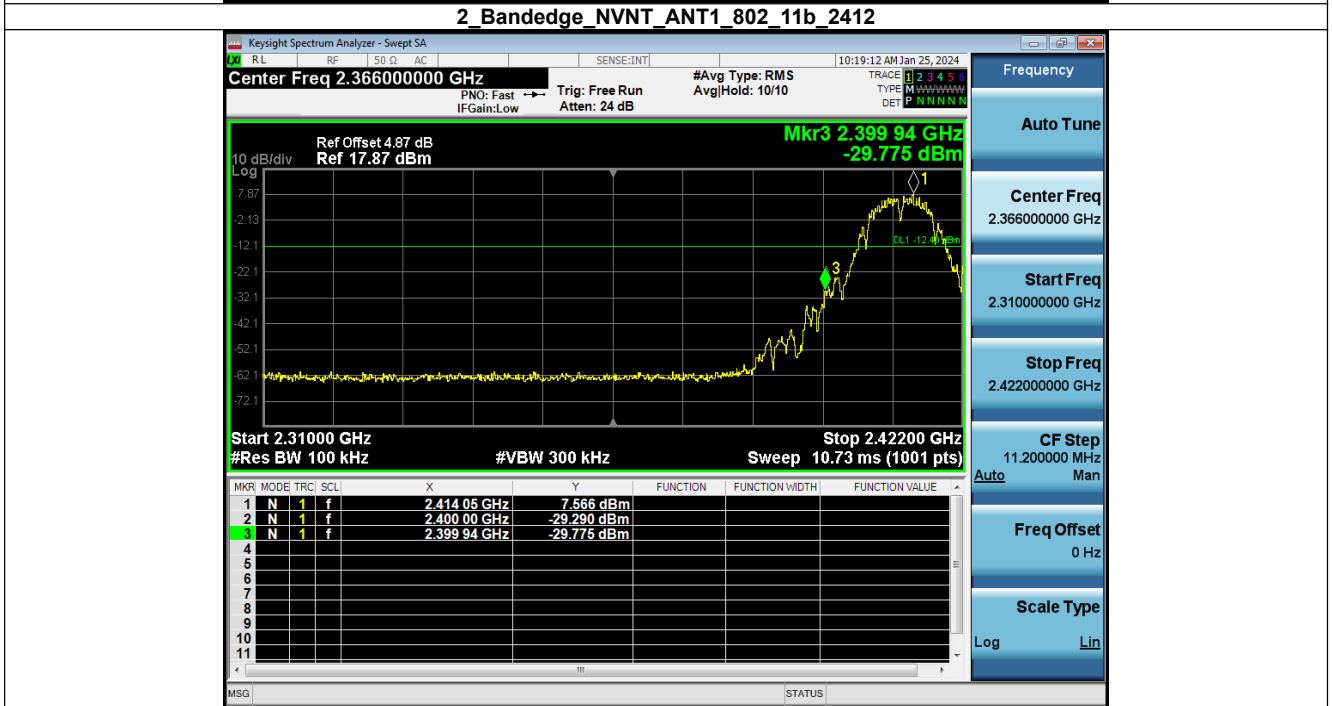 2_Bandedge_NVNT_ANT1_802_11b_2412
Keysight Spectrum Analyzer - Swept SA
LXI RL RF 50 Ω AC SENSE:INT 10:19:12 AM Jan 25, 2024
Center Freq 2.366000000 GHz
PNO: Fast
IFGain:Low
Trig: Free Run
Atten: 24 dB
#Avg Type: RMS
Avg|Hold: 10/10
TRACE 1 2 3 4 5 6
TYPE M W W W W W
DET P N N N N N
Ref Offset 4.87 dB
10 dB/div Ref 17.87 dBm
Log
Mkr3 2.399 94 GHz
-29.775 dBm
7.87
-2.13
-12.1
-22.1
-32.1
-42.1
-52.1
-62.1
-72.1
1
DL1 -12.40 dBm
3
Start 2.31000 GHz Stop 2.42200 GHz
#Res BW 100 kHz #VBW 300 kHz Sweep 10.73 ms (1001 pts)
MKR MODE TRC SCL X Y FUNCTION FUNCTION WIDTH FUNCTION VALUE
1 N 1 f 2.414 05 GHz 7.566 dBm
2 N 1 f 2.400 00 GHz -29.290 dBm
3 N 1 f 2.399 94 GHz -29.775 dBm
4
5
6
7
8
9
10
11
MSG STATUS
Frequency
Auto Tune
Center Freq
2.366000000 GHz
Start Freq
2.310000000 GHz
Stop Freq
2.422000000 GHz
CF Step
11.200000 MHz
Auto Man
Freq Offset
0 Hz
Scale Type
Log Lin